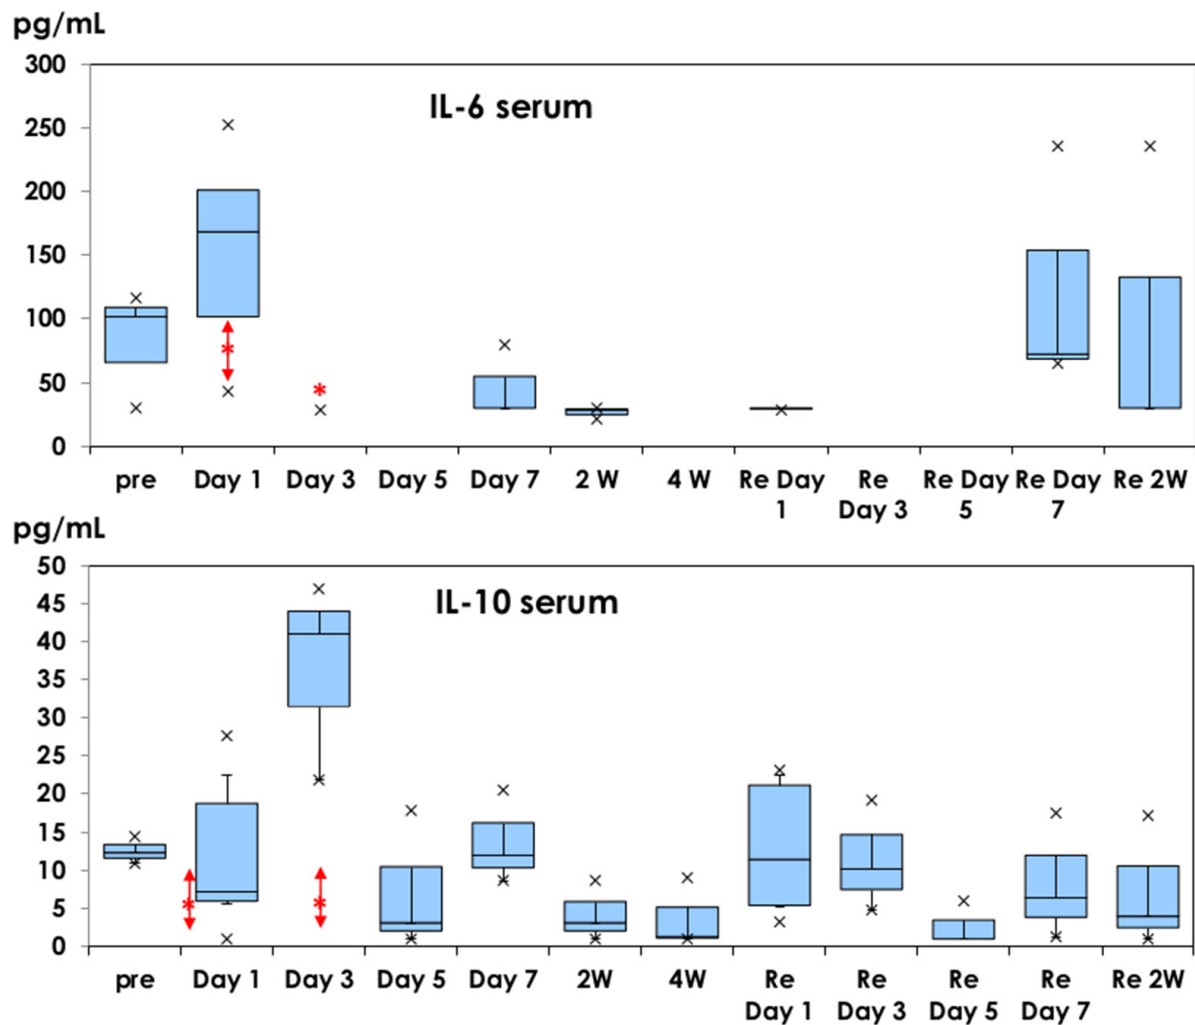 pg/mL
IL-6 serum
300
250
200
150
100
50
0
pre Day 1 Day 3 Day 5 Day 7 2 W 4 W Re Day Re Re Day Re Day Re 2W
1 Day 3 5 7
pg/mL
IL-10 serum
50
45
40
35
30
25
20
15
10
5
0
pre Day 1 Day 3 Day 5 Day 7 2W 4W Re Re Re Re Re 2W
Day 1 Day 3 Day 5 Day 7